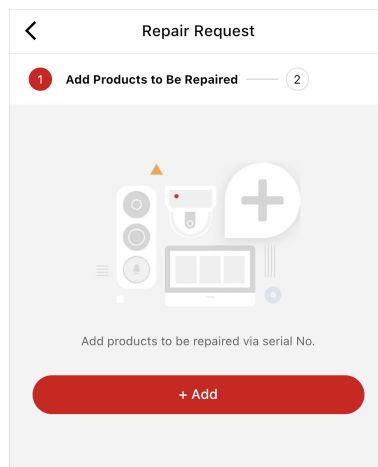 Repair Request
1 Add Products to Be Repaired 2
Add products to be repaired via serial No.
+ Add